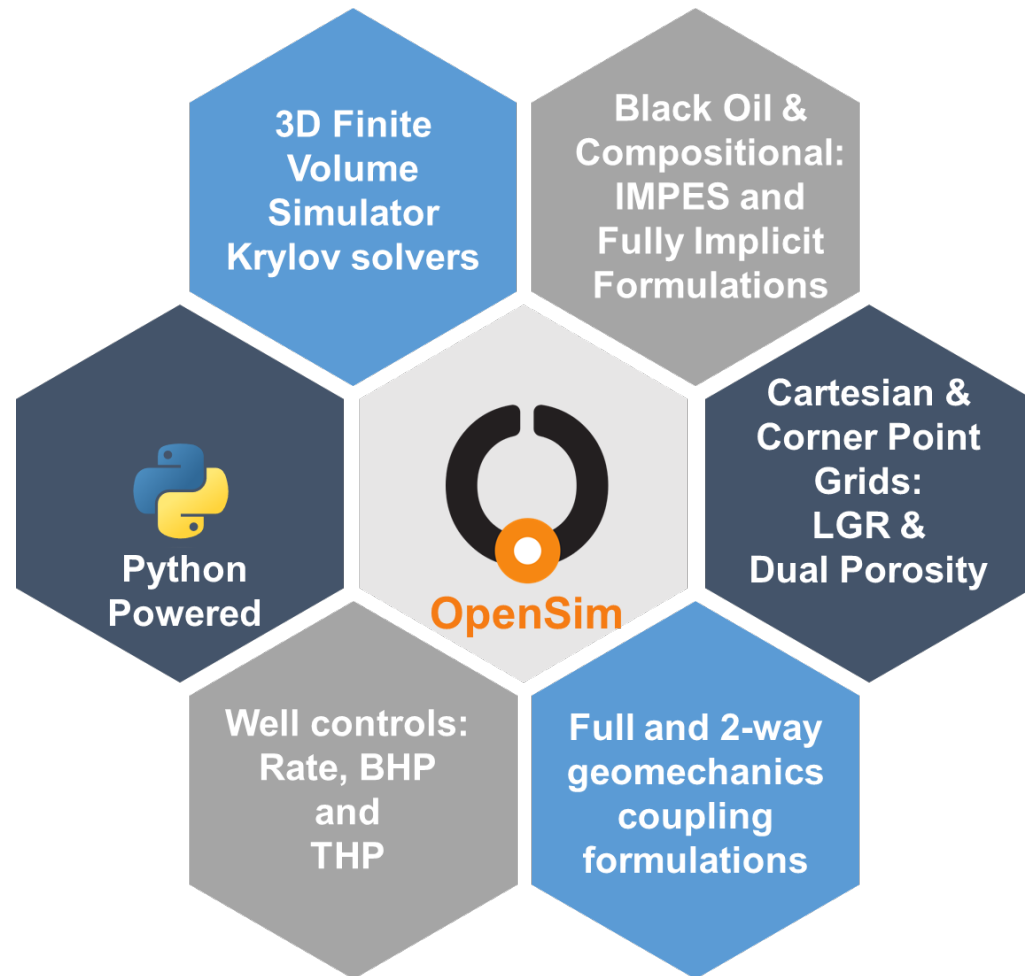 3D Finite
Volume
Simulator
Krylov solvers
Black Oil &
Compositional:
IMPES and
Fully Implicit
Formulations
Python
Powered
OpenSim
Cartesian &
Corner Point
Grids:
LGR &
Dual Porosity
Well controls:
Rate, BHP
and
THP
Full and 2-way
geomechanics
coupling
formulations